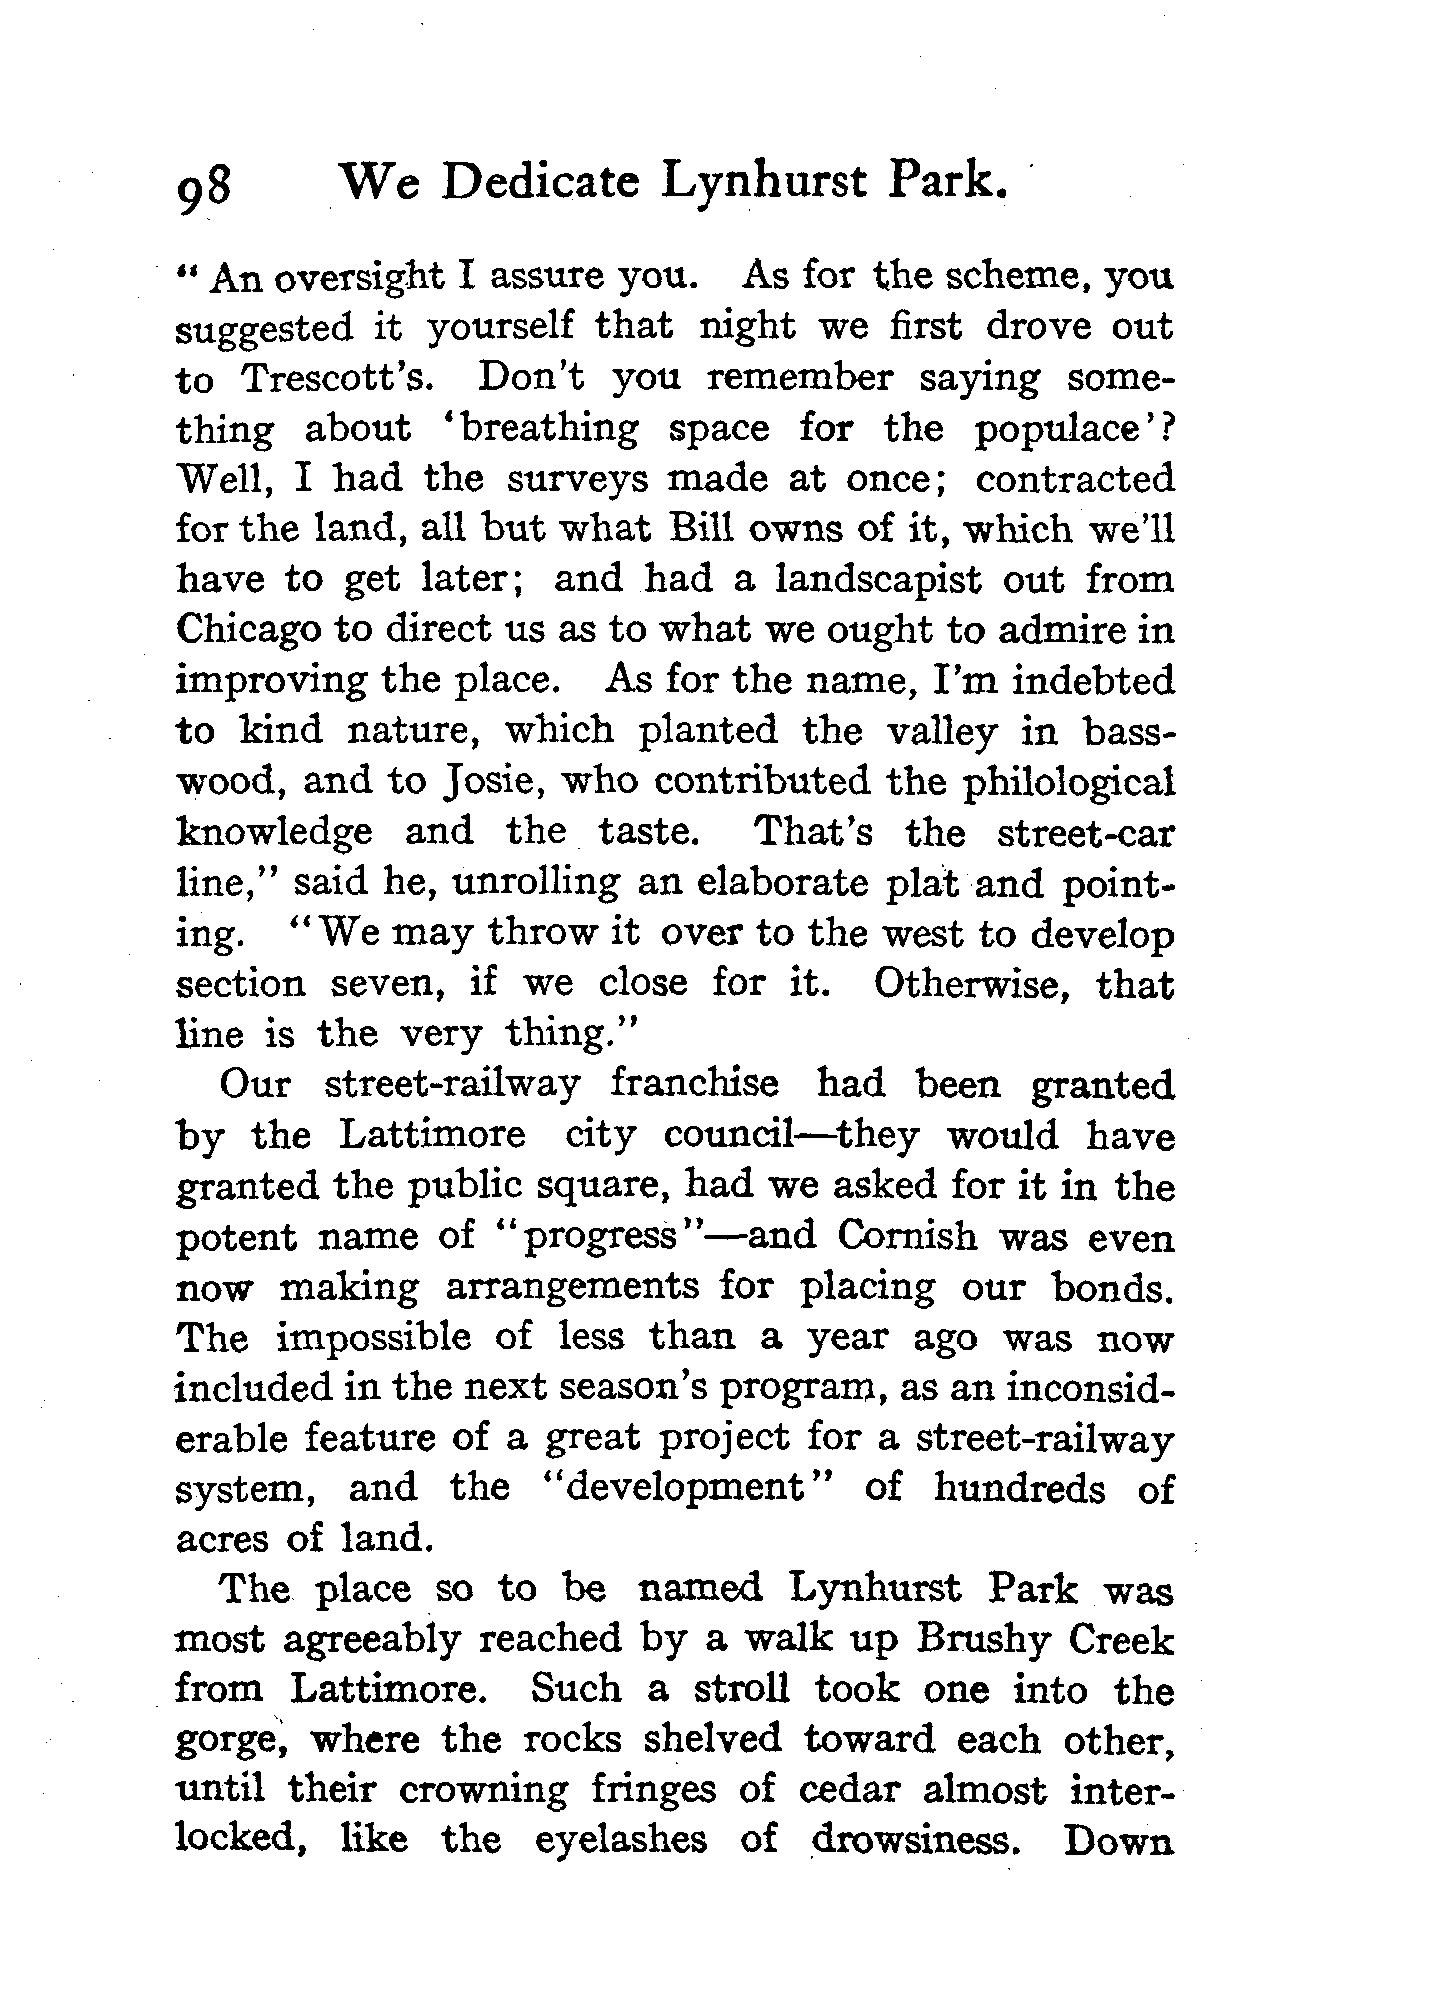 98 We Dedicate Lynhurst Park.
“ An oversight I assure you. As for the scheme, you
suggested it yourself that night we first drove out
to Trescott’s. Don’t you remember saying some-
thing about ‘breathing space for the populace’?
Well, I had the surveys made at once; contracted
for the land, all but what Bill owns of it, which we’ll
have to get later; and had a landscapist out from
Chicago to direct us as to what we ought to admire in
improving the place. As for the name, I’m indebted
to kind nature, which planted the valley in bass-
wood, and to Josie, who contributed the philological
knowledge and the taste. That’s the street-car
line,” said he, unrolling an elaborate plat and point-
ing. “We may throw it over to the west to develop
section seven, if we close for it. Otherwise, that
line is the very thing.”
Our street-railway franchise had been granted
by the Lattimore city council—they would have
granted the public square, had we asked for it in the
potent name of “progress”—and Cornish was even
now making arrangements for placing our bonds.
The impossible of less than a year ago was now
included in the next season’s program, as an inconsid-
erable feature of a great project for a street-railway
system, and the “development” of hundreds of
acres of land.
The place so to be named Lynhurst Park was
most agreeably reached by a walk up Brushy Creek
from Lattimore. Such a stroll took one into the
gorge, where the rocks shelved toward each other,
until their crowning fringes of cedar almost inter-
locked, like the eyelashes of drowsiness. Down